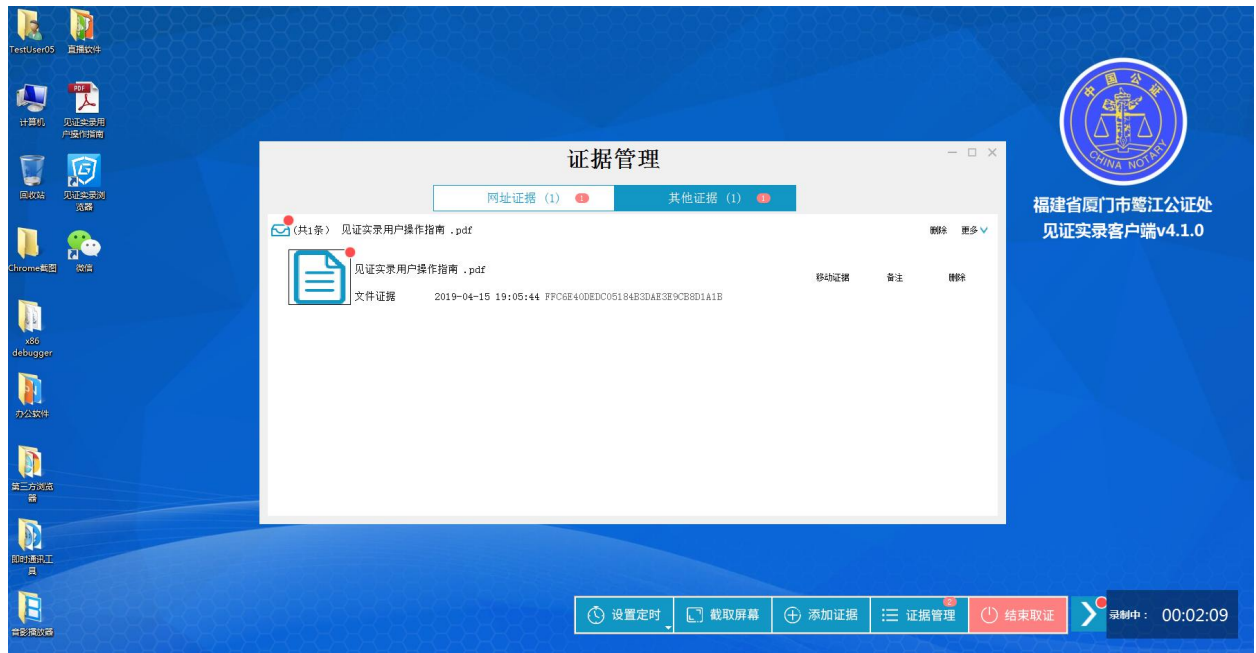 TestUser05
直播软件
计算机
见证实录用
户操作指南
回收站
见证实录浏
览器
Chrome截图
微信
x86
debugger
办公软件
第三方浏览
器
即时通讯工
具
音影播放器
中国公证
CHINA NOTARY
福建省厦门市鹭江公证处
见证实录客户端v4.1.0
证据管理
网址证据 (1) 1
其他证据 (1) 1
(共1条) 见证实录用户操作指南 .pdf
删除 更多
见证实录用户操作指南 .pdf
移动证据 备注 删除
文件证据 2019-04-15 19:05:44 FFC6E40DEDC05184B3DAE3E9CB8D1A1B
设置定时 截取屏幕 添加证据 证据管理 2 结束取证
录制中: 00:02:09